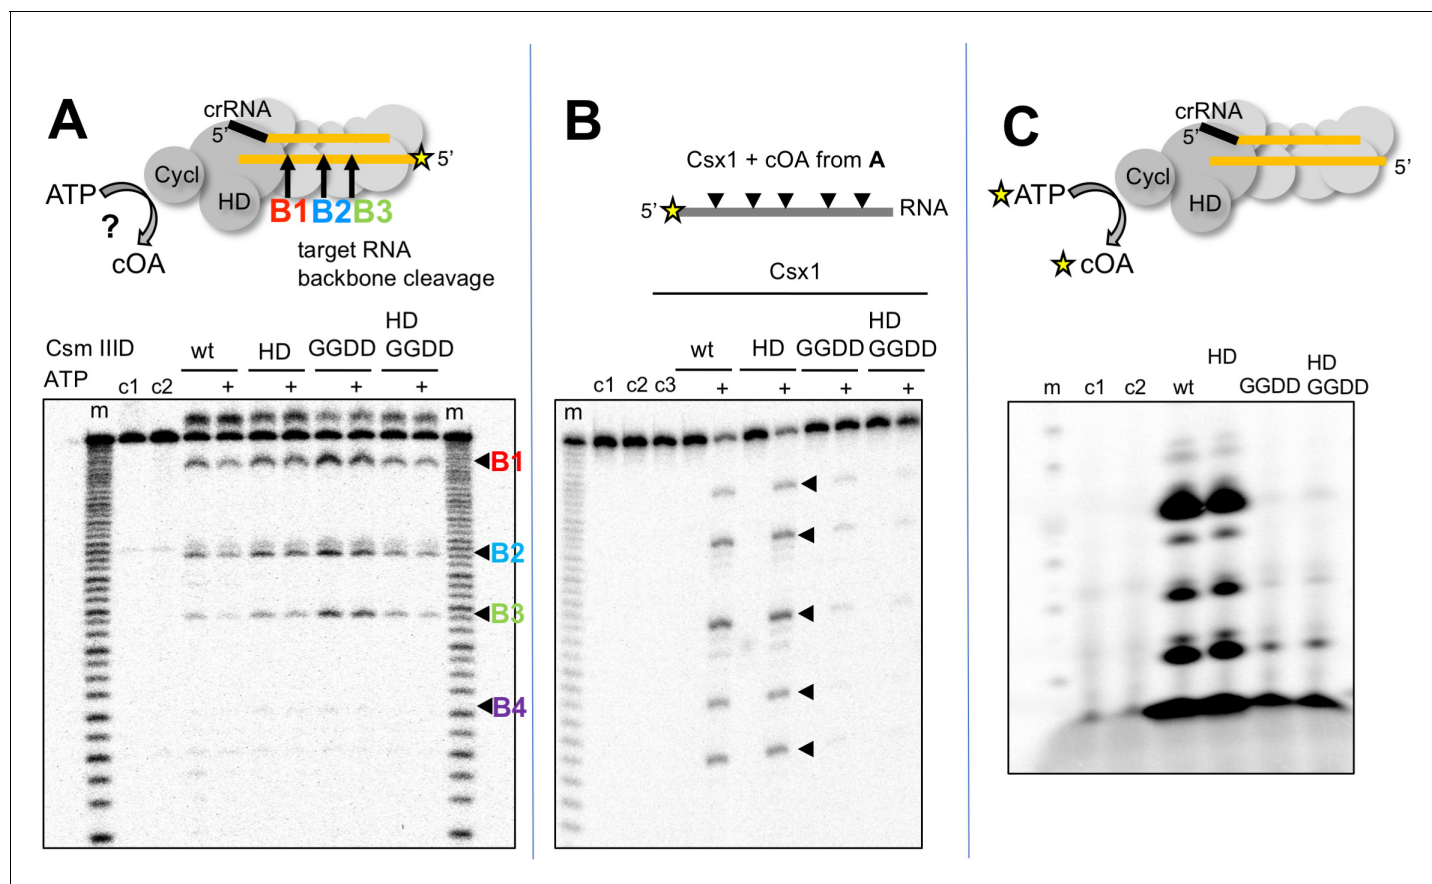 A
crRNA
5'
5'
Cycl
HD
ATP
?
cOA
B1 B2 B3
target RNA
backbone cleavage
Csm IIID
wt
HD
GGDD
HD
GGDD
ATP
c1
c2
+
+
+
+
m
m
B1
B2
B3
B4
B
Csx1 + cOA from A
5'
RNA
Csx1
wt
HD
GGDD
HD
GGDD
c1
c2
c3
+
+
+
+
m
C
crRNA
5'
5'
Cycl
HD
ATP
cOA
m
c1
c2
wt
HD
GGDD
HD
GGDD